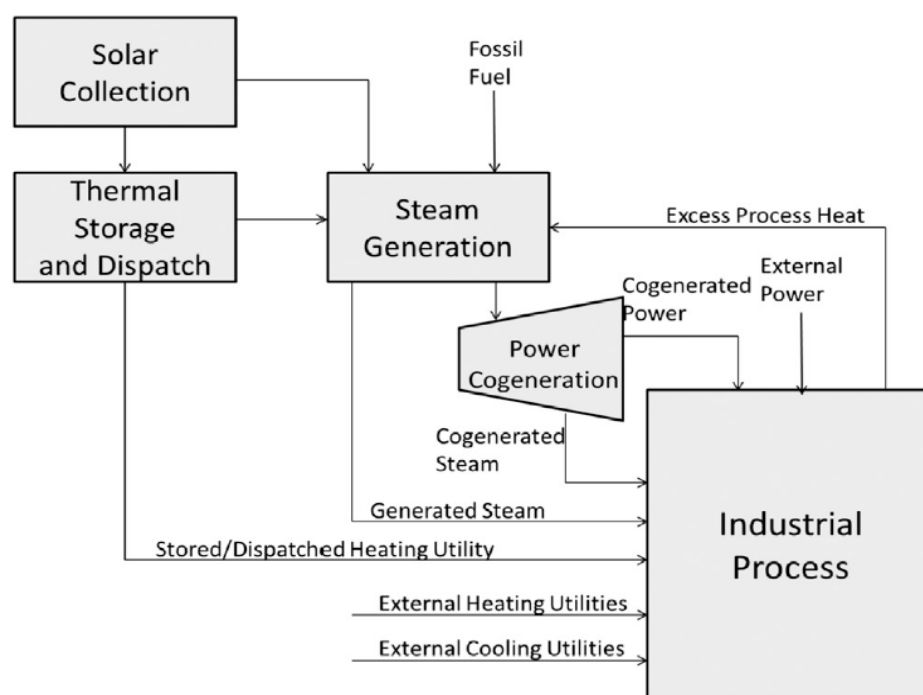 Solar
Collection
Fossil
Fuel
Thermal
Storage
and Dispatch
Steam
Generation
Excess Process Heat
External
Power
Cogenerated
Power
Power
Cogeneration
Cogenerated
Steam
Generated Steam
Industrial
Process
Stored/Dispatched Heating Utility
External Heating Utilities
External Cooling Utilities